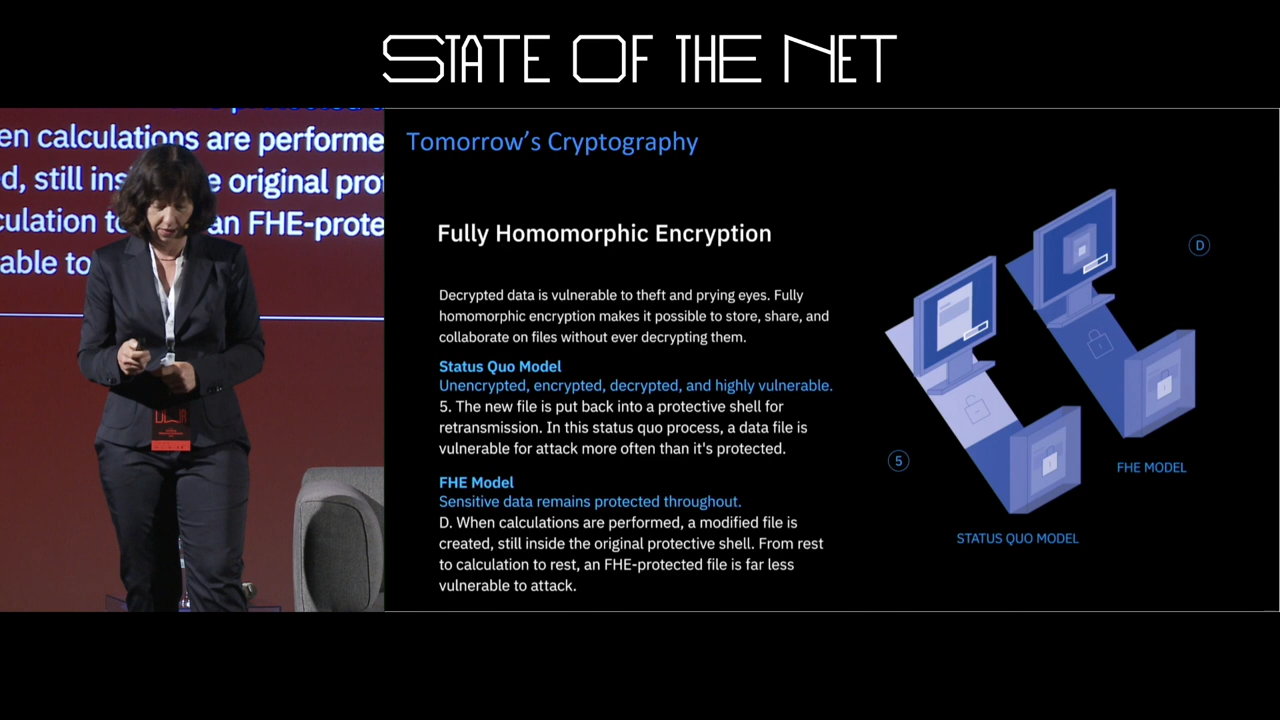 STATE OF THE NET
en calculations are performe
d, still ins e original pro
culation to an FHE-prote
able to
Tomorrow's Cryptography
Fully Homomorphic Encryption
Decrypted data is vulnerable to theft and prying eyes. Fully
homomorphic encryption makes it possible to store, share, and
collaborate on files without ever decrypting them.
Status Quo Model
Unencrypted, encrypted, decrypted, and highly vulnerable.
5. The new file is put back into a protective shell for
retransmission. In this status quo process, a data file is
vulnerable for attack more often than it's protected.
FHE Model
Sensitive data remains protected throughout.
D. When calculations are performed, a modified file is
created, still inside the original protective shell. From rest
to calculation to rest, an FHE-protected file is far less
vulnerable to attack.
D
5
FHE MODEL
STATUS QUO MODEL